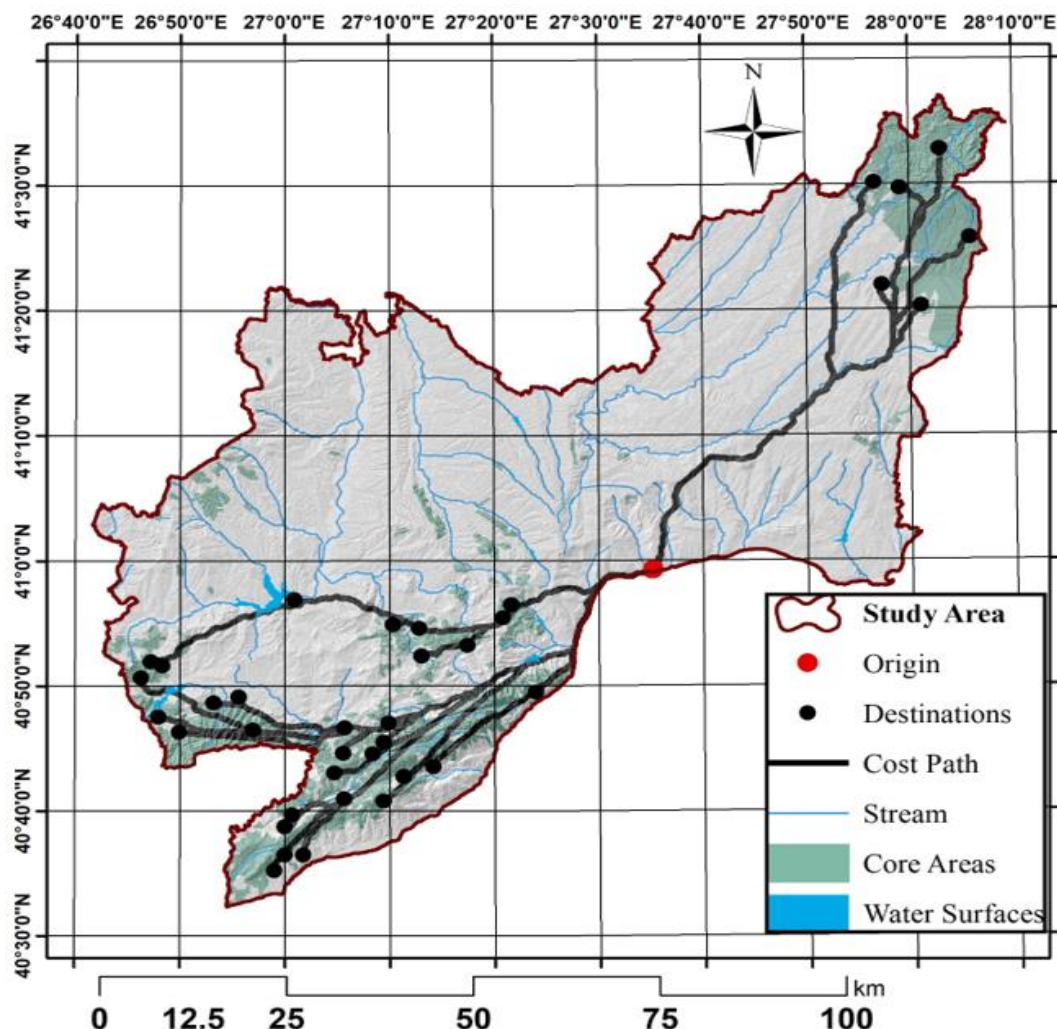 26°40'0"E 26°50'0"E 27°0'0"E 27°10'0"E 27°20'0"E 27°30'0"E 27°40'0"E 27°50'0"E 28°0'0"E 28°10'0"E
N
41°30'0"N
41°20'0"N
41°10'0"N
41°0'0"N
40°50'0"N
40°40'0"N
40°30'0"N
Study Area
Origin
Destinations
Cost Path
Stream
Core Areas
Water Surfaces
km
0 12.5 25 50 75 100